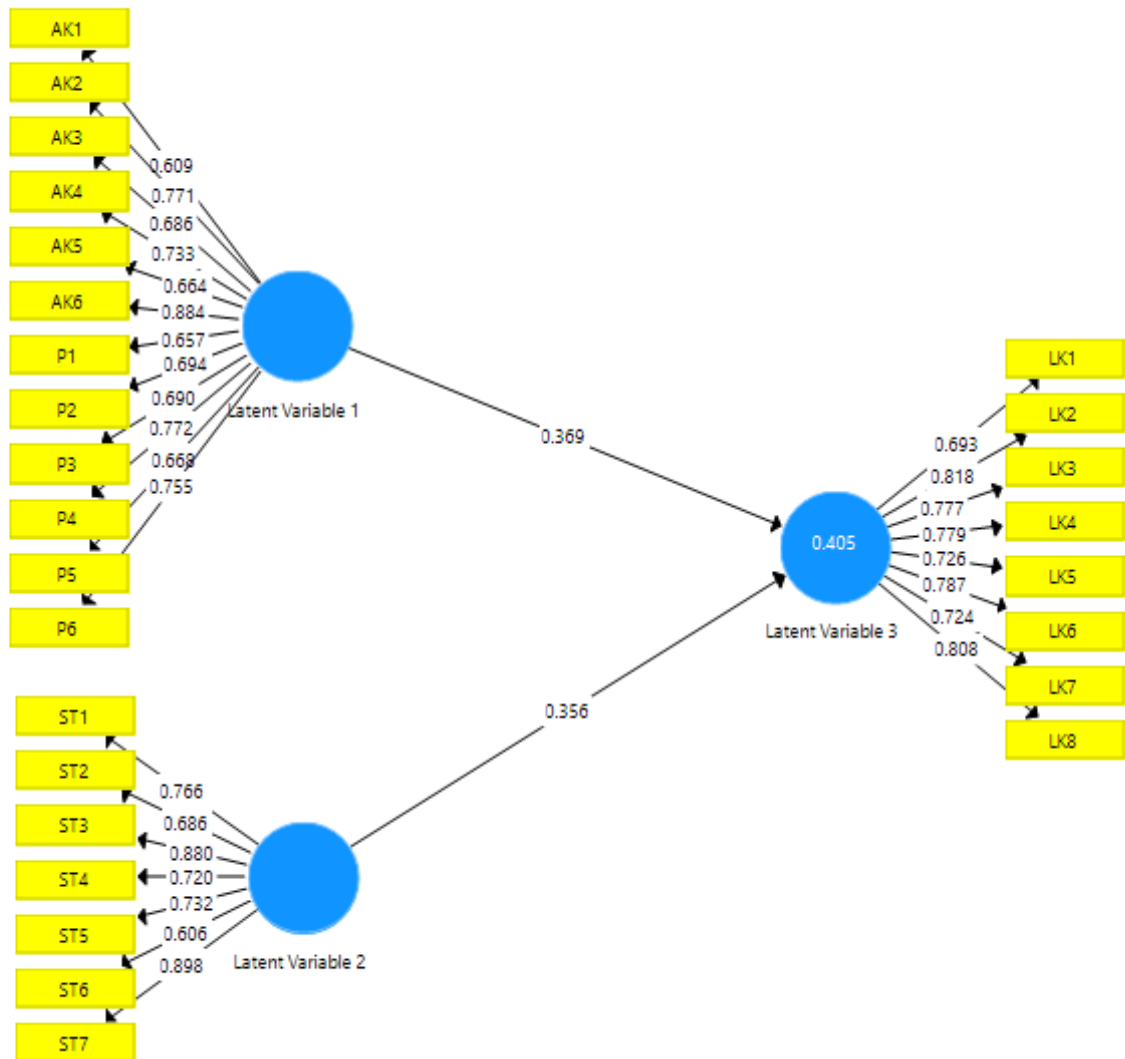 AK1
AK2
AK3
AK4
AK5
AK6
P1
P2
P3
P4
P5
P6
0.609
0.771
0.686
0.733
0.664
0.884
0.657
0.694
0.690
0.772
0.668
0.755
Latent Variable 1
0.369
ST1
ST2
ST3
ST4
ST5
ST6
ST7
0.766
0.686
0.880
0.720
0.732
0.606
0.898
Latent Variable 2
0.356
0.405
Latent Variable 3
0.693
0.818
0.777
0.779
0.726
0.787
0.724
0.808
LK1
LK2
LK3
LK4
LK5
LK6
LK7
LK8